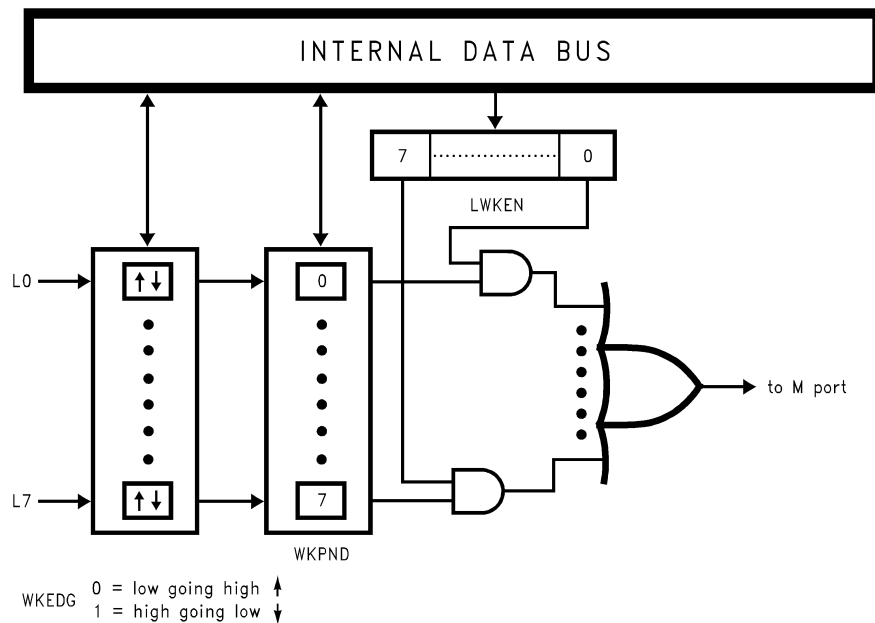 INTERNAL DATA BUS
7 0
LWKEN
L0 0
to M port
L7 7
WKPND
WKEDG 0 = low going high
1 = high going low